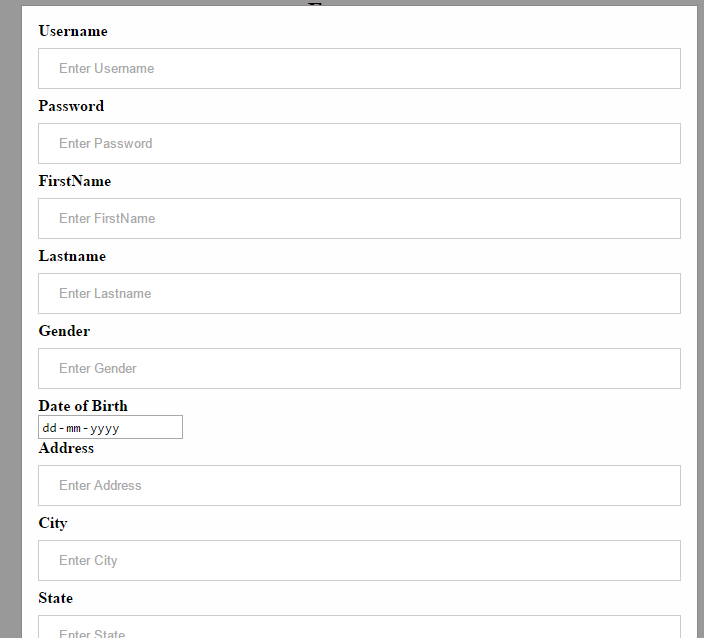 Username
Enter Username
Password
Enter Password
FirstName
Enter FirstName
Lastname
Enter Lastname
Gender
Enter Gender
Date of Birth
dd-mm-yyyy
Address
Enter Address
City
Enter City
State
Enter State